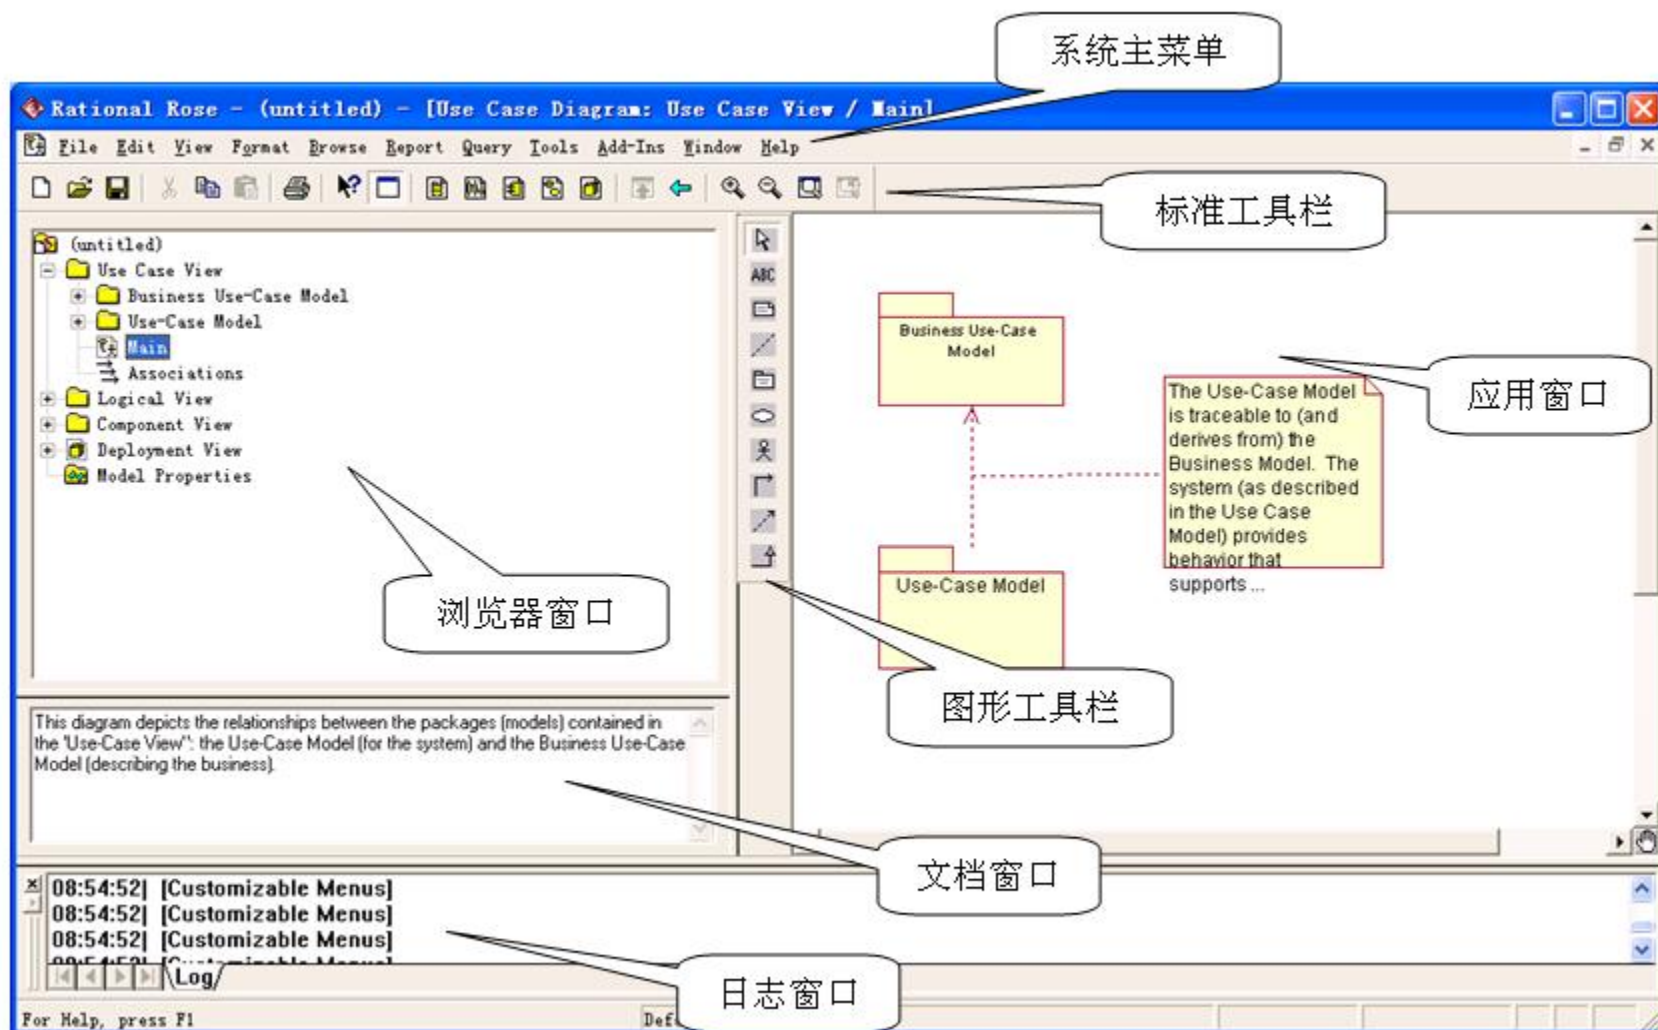 系统主菜单
Rational Rose - (untitled) - [Use Case Diagram: Use Case View / Main]
File Edit View Format Browse Report Query Tools Add-Ins Window Help
标准工具栏
(untitled)
Use Case View
Business Use-Case Model
Use-Case Model
Main
Associations
Logical View
Component View
Deployment View
Model Properties
浏览器窗口
ABC
Business Use-Case
Model
The Use-Case Model
is traceable to (and
derives from) the
Business Model. The
system (as described
in the Use Case
Model) provides
behavior that
supports ...
应用窗口
Use-Case Model
图形工具栏
This diagram depicts the relationships between the packages (models) contained in
the "Use-Case View": the Use-Case Model (for the system) and the Business Use-Case
Model (describing the business).
文档窗口
08:54:52| [Customizable Menus]
08:54:52| [Customizable Menus]
08:54:52| [Customizable Menus]
Log
日志窗口
For Help, press F1